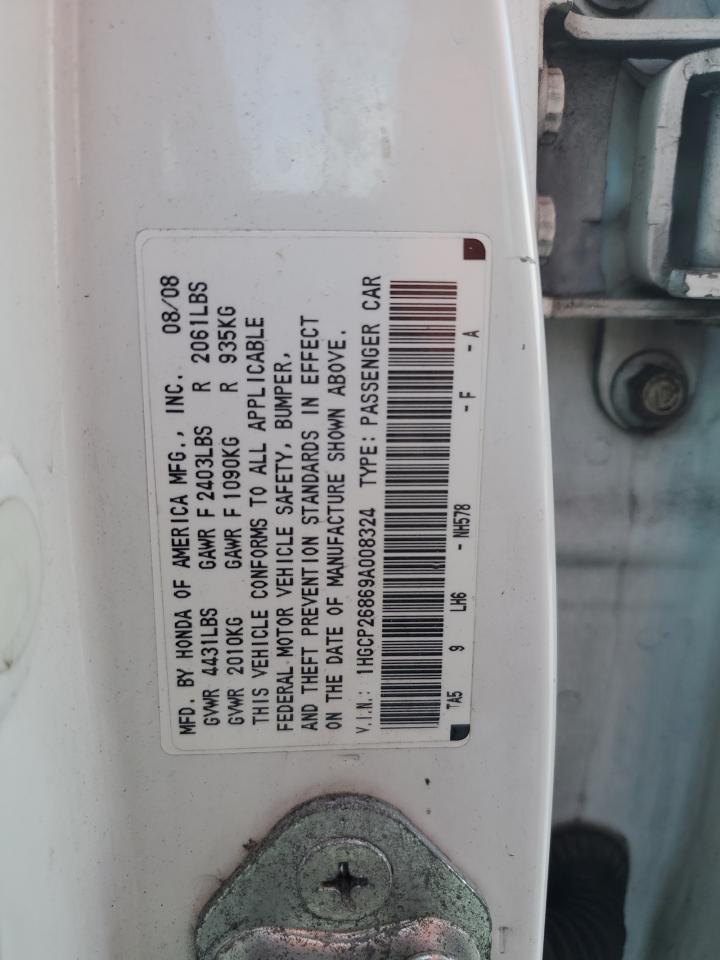 MFD. BY HONDA OF AMERICA MFG., INC. 08/08
GVWR 4431LBS GAWR F 2403LBS R 2061LBS
GVWR 2010KG GAWR F 1090KG R 935KG
THIS VEHICLE CONFORMS TO ALL APPLICABLE
FEDERAL MOTOR VEHICLE SAFETY, BUMPER,
AND THEFT PREVENTION STANDARDS IN EFFECT
ON THE DATE OF MANUFACTURE SHOWN ABOVE.
V.I.N.: 1HGCP26869A008324 TYPE: PASSENGER CAR
TA5 9 LH6 - NH578 - F - A